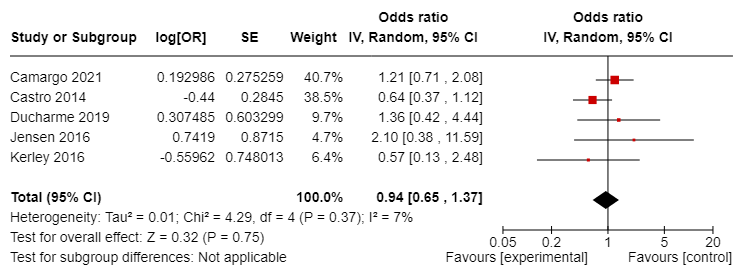 Odds ratio Odds ratio
Study or Subgroup log[OR] SE Weight IV, Random, 95% CI IV, Random, 95% CI
Camargo 2021 0.192986 0.275259 40.7% 1.21 [0.71 , 2.08]
Castro 2014 -0.44 0.2845 38.5% 0.64 [0.37 , 1.12]
Ducharme 2019 0.307485 0.603299 9.7% 1.36 [0.42 , 4.44]
Jensen 2016 0.7419 0.8715 4.7% 2.10 [0.38 , 11.59]
Kerley 2016 -0.55962 0.748013 6.4% 0.57 [0.13 , 2.48]
Total (95% CI) 100.0% 0.94 [0.65 , 1.37]
Heterogeneity: Tau² = 0.01; Chi² = 4.29, df = 4 (P = 0.37); I² = 7%
Test for overall effect: Z = 0.32 (P = 0.75) 0.05 0.2 1 5 20
Test for subgroup differences: Not applicable Favours [experimental] Favours [control]